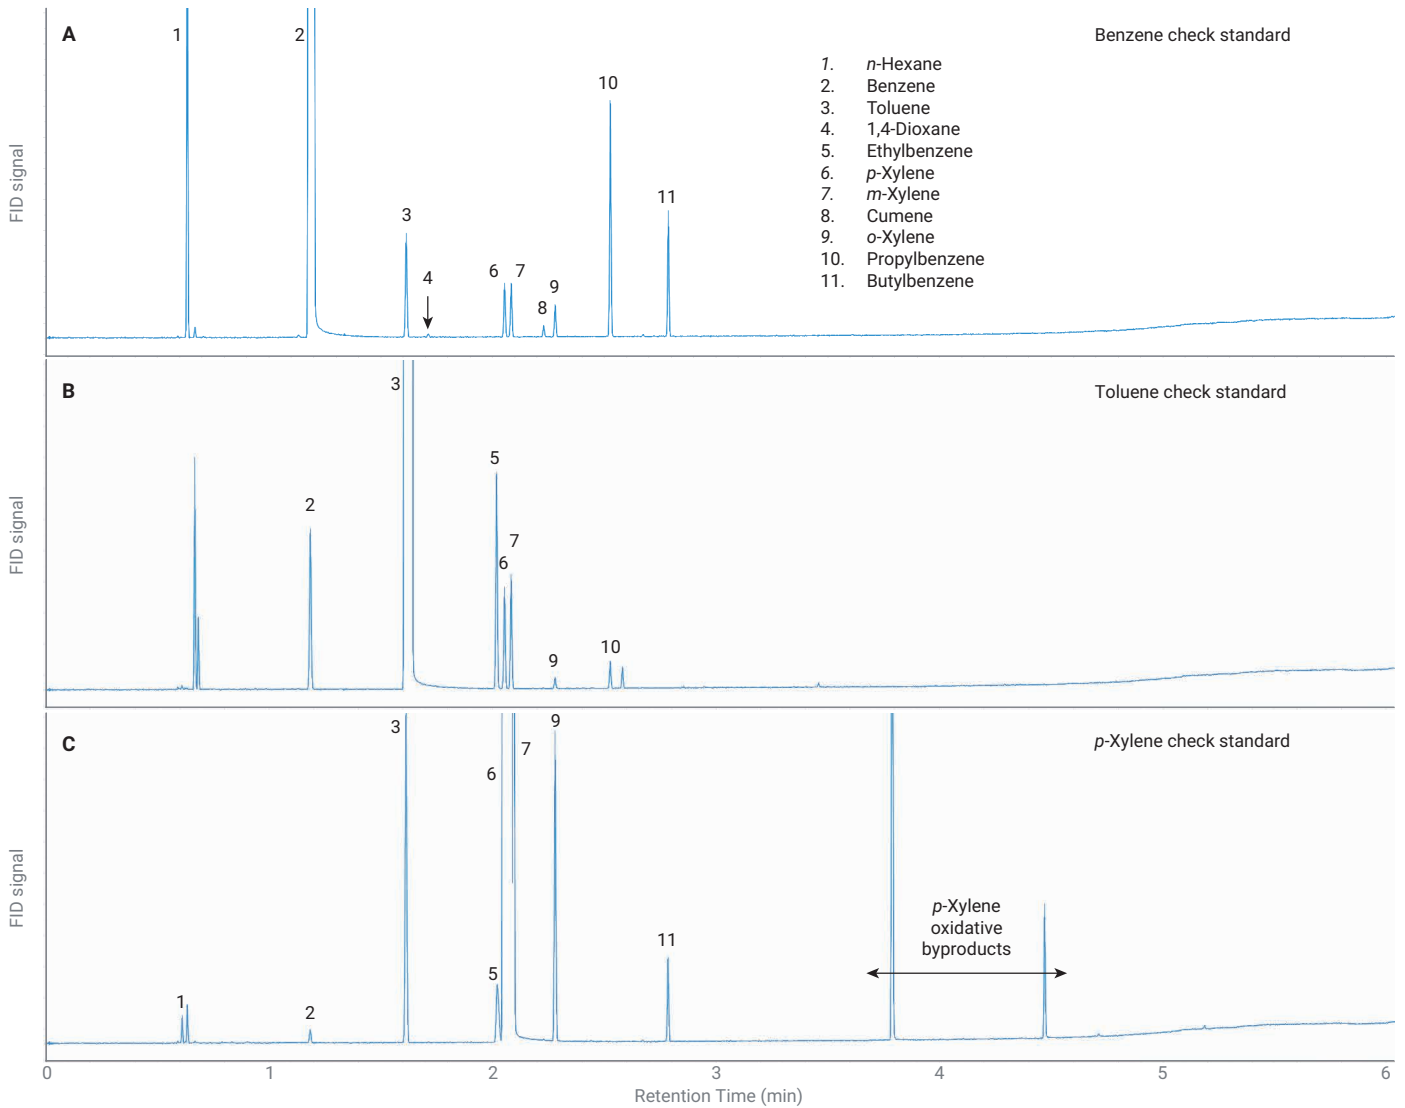 A
Benzene check standard
FID signal
1
2
3
4
6
7
8
9
10
11
1. n-Hexane
2. Benzene
3. Toluene
4. 1,4-Dioxane
5. Ethylbenzene
6. p-Xylene
7. m-Xylene
8. Cumene
9. o-Xylene
10. Propylbenzene
11. Butylbenzene
B
Toluene check standard
FID signal
2
3
5
6
7
9
10
C
p-Xylene check standard
FID signal
1
2
3
5
6
7
9
11
p-Xylene
oxidative
byproducts
0 1 2 3 4 5 6
Retention Time (min)